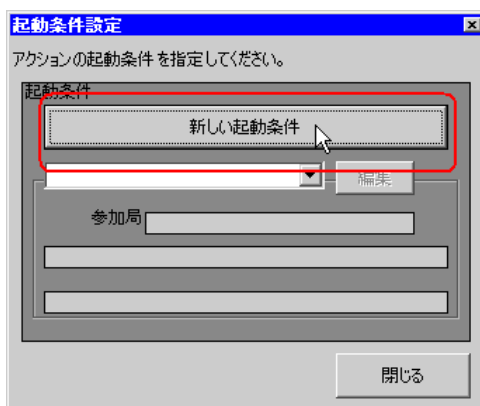 起動条件設定
アクションの起動条件を指定してください。
起動条件
新しい起動条件
編集
参加局
閉じる